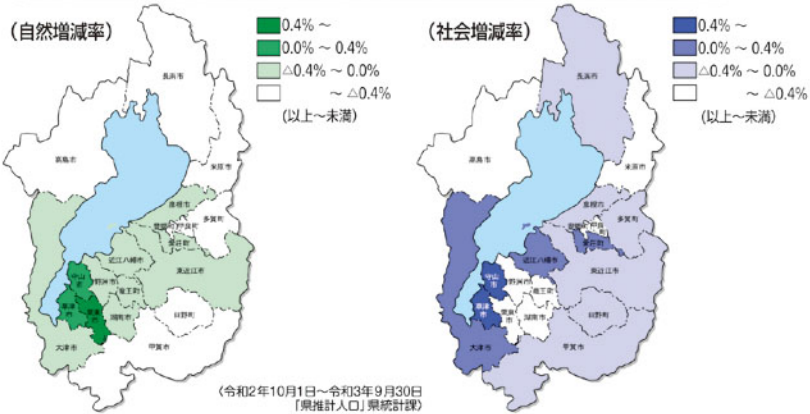 (自然増減率)
0.4% ~
0.0% ~ 0.4%
△0.4% ~ 0.0%
~ △0.4%
(以上~未満)
長浜市
高島市
米原市
彦根市
多賀町
愛荘町
近江八幡市
東近江市
守山市
野洲市
竜王町
草津市
栗東市
湖南市
日野町
大津市
甲賀市
(社会増減率)
0.4% ~
0.0% ~ 0.4%
△0.4% ~ 0.0%
~ △0.4%
(以上~未満)
長浜市
高島市
米原市
彦根市
多賀町
愛荘町
近江八幡市
東近江市
守山市
野洲市
竜王町
草津市
栗東市
湖南市
日野町
大津市
甲賀市
(令和2年10月1日~令和3年9月30日
「県推計人口」県統計課)